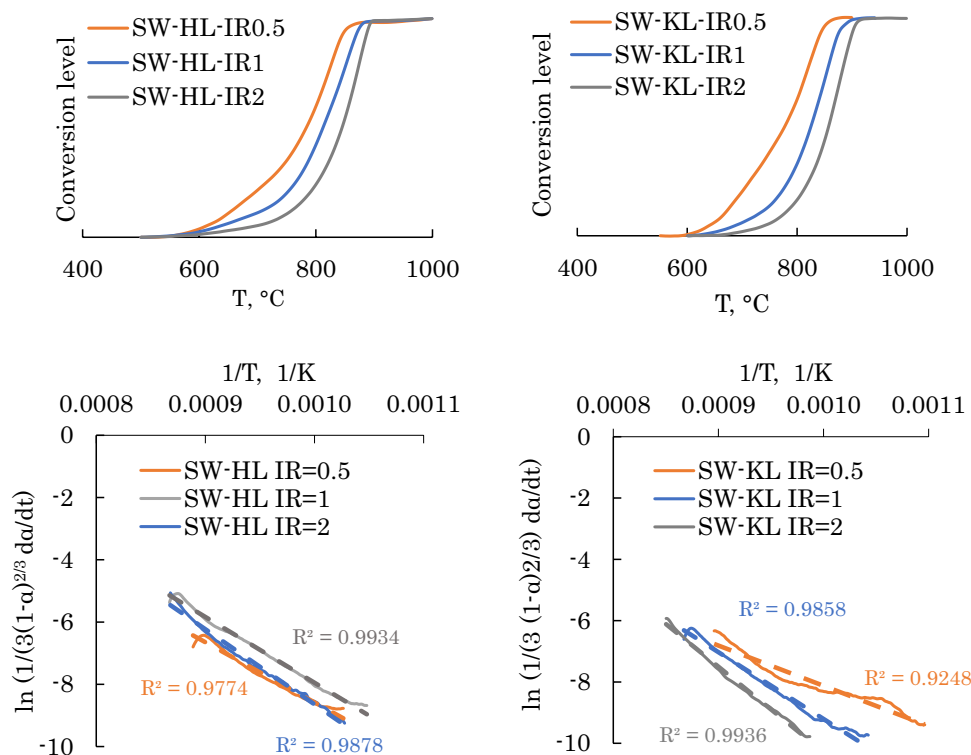 Conversion level
SW-HL-IR0.5
SW-HL-IR1
SW-HL-IR2
400 600 800 1000
T, °C
Conversion level
SW-KL-IR0.5
SW-KL-IR1
SW-KL-IR2
400 600 800 1000
T, °C
1/T, 1/K
0.0008 0.0009 0.0010 0.0011
0
-2
-4
-6
-8
-10
ln (1/(3(1-α)^2/3 dα/dt)
SW-HL IR=0.5
SW-HL IR=1
SW-HL IR=2
R² = 0.9934
R² = 0.9774
R² = 0.9878
1/T, 1/K
0.0008 0.0009 0.0010 0.0011
0
-2
-4
-6
-8
-10
ln (1/(3 (1-α)2/3) dα/dt)
SW-KL IR=0.5
SW-KL IR=1
SW-KL IR=2
R² = 0.9858
R² = 0.9248
R² = 0.9936